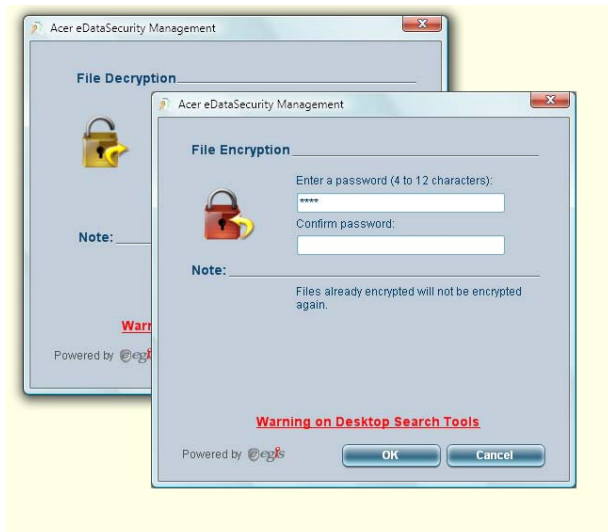 Acer eDataSecurity Management
File Decryption
Note:
Powered by
Acer eDataSecurity Management
File Encryption
Enter a password (4 to 12 characters):
****
Confirm password:
Note:
Files already encrypted will not be encrypted
again.
Warning on Desktop Search Tools
Powered by egis
OK
Cancel